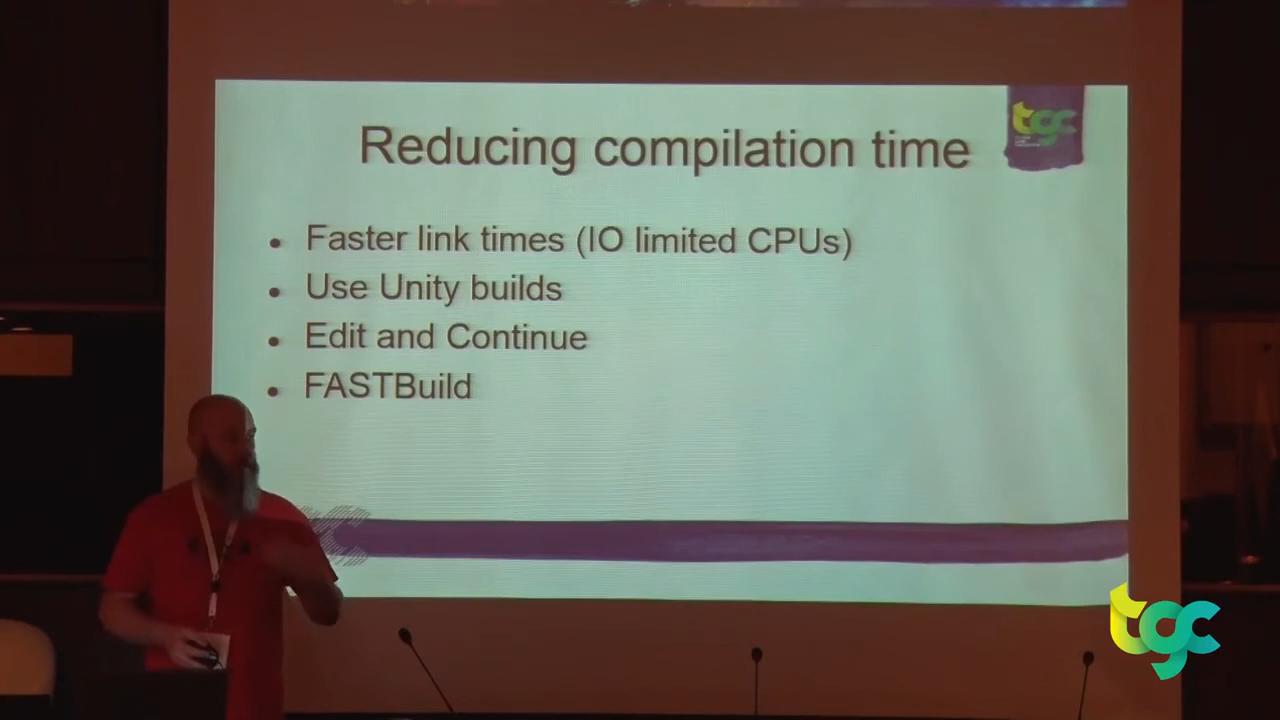 Reducing compilation time
tgc
Faster link times (IO limited CPUs)
Use Unity builds
Edit and Continue
FASTBuild
tgc